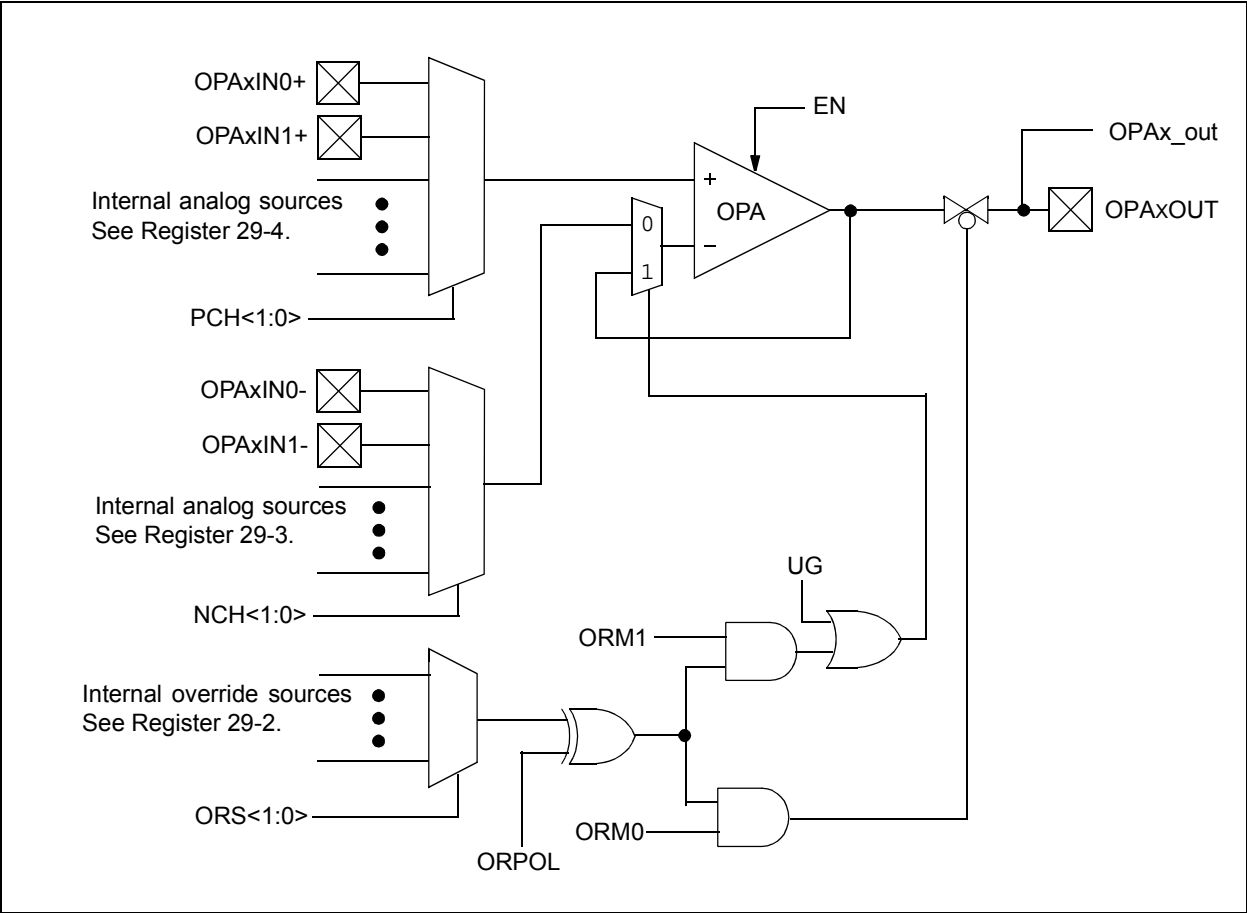 OPAxIN0+
OPAxIN1+
Internal analog sources
See Register 29-4.
PCH<1:0>
EN
+
OPA
−
0
1
OPAx_out
OPAxOUT
OPAxIN0-
OPAxIN1-
Internal analog sources
See Register 29-3.
NCH<1:0>
UG
ORM1
Internal override sources
See Register 29-2.
ORS<1:0>
ORPOL
ORM0